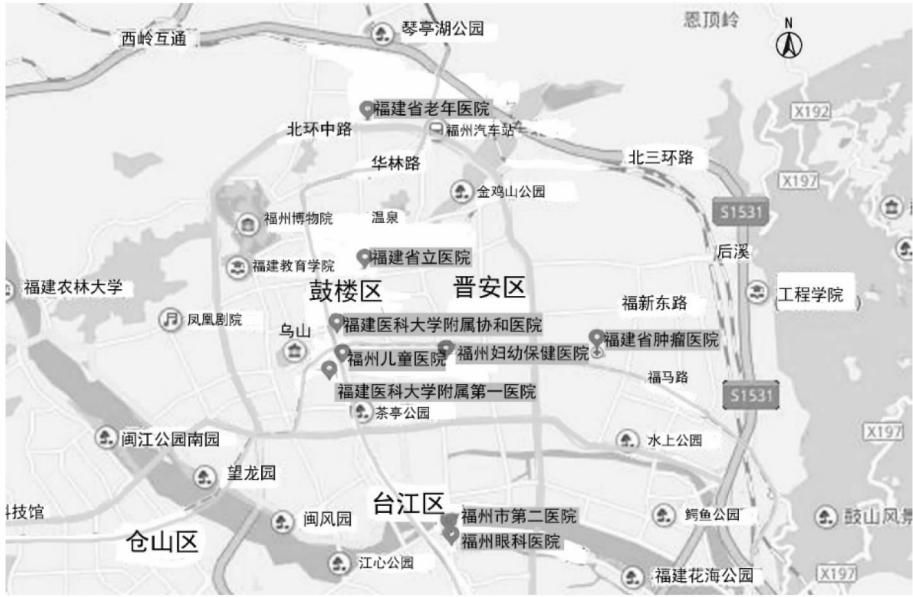 恩顶岭
N
琴亭湖公园
西岭互通
福建省老年医院
X192
北环中路
福州汽车站
华林路
北三环路
X197
金鸡山公园
福州博物院
温泉
S1531
福建省立医院
后溪
福建教育学院
福建农林大学
鼓楼区
晋安区
工程学院
福新东路
凤凰剧院
福建医科大学附属协和医院
乌山
福建省肿瘤医院
福州儿童医院
福州妇幼保健医院
福马路
福建医科大学附属第一医院
S1531
茶亭公园
X197
闽江公园南园
水上公园
望龙园
台江区
科技馆
闽风园
福州市第二医院
鳄鱼公园
鼓山风景
仓山区
福州眼科医院
江心公园
福建花海公园
X197